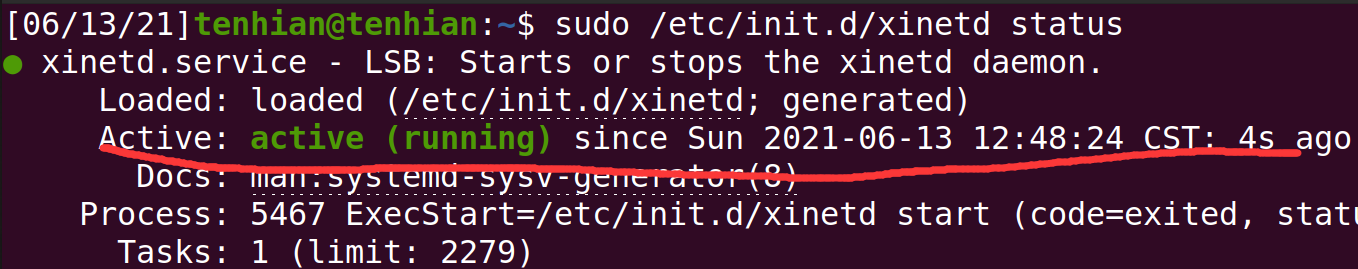 [06/13/21]tenhian@tenhian:~$ sudo /etc/init.d/xinetd status
● xinetd.service - LSB: Starts or stops the xinetd daemon.
Loaded: loaded (/etc/init.d/xinetd; generated)
Active: active (running) since Sun 2021-06-13 12:48:24 CST; 4s ago
Docs: man:systemd-sysv-generator(8)
Process: 5467 ExecStart=/etc/init.d/xinetd start (code=exited, statu
Tasks: 1 (limit: 2279)